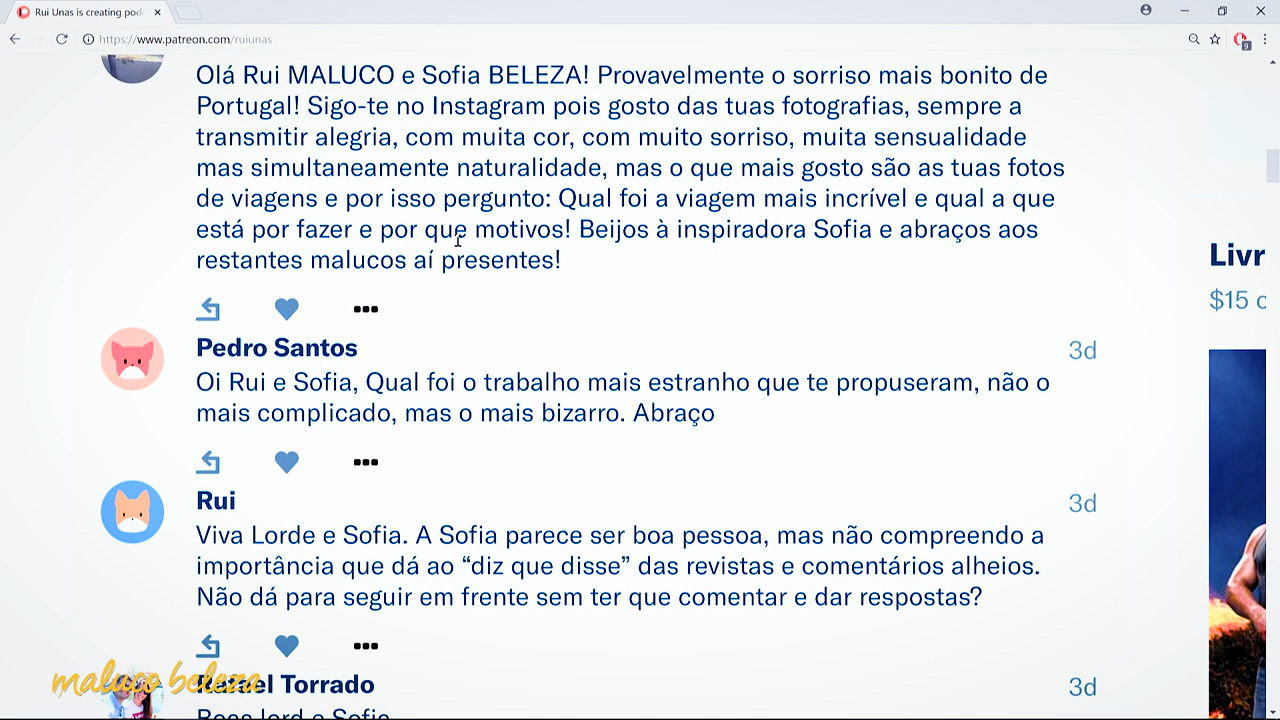 Rui Unas is creating pod
https://www.patreon.com/ruiunas
9
Olá Rui MALUCO e Sofia BELEZA! Provavelmente o sorriso mais bonito de
Portugal! Sigo-te no Instagram pois gosto das tuas fotografias, sempre a
transmitir alegria, com muita cor, com muito sorriso, muita sensualidade
mas simultaneamente naturalidade, mas o que mais gosto são as tuas fotos
de viagens e por isso pergunto: Qual foi a viagem mais incrível e qual a que
está por fazer e por que motivos! Beijos à inspiradora Sofia e abraços aos
restantes malucos aí presentes!
Livr
$15 o
Pedro Santos 3d
Oi Rui e Sofia, Qual foi o trabalho mais estranho que te propuseram, não o
mais complicado, mas o mais bizarro. Abraço
Rui 3d
Viva Lorde e Sofia. A Sofia parece ser boa pessoa, mas não compreendo a
importância que dá ao “diz que disse” das revistas e comentários alheios.
Não dá para seguir em frente sem ter que comentar e dar respostas?
maluco beleza
Torrado 3d
Boas lord e Sofia